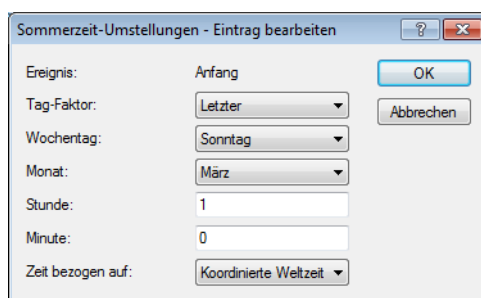 Sommerzeit-Umstellungen - Eintrag bearbeiten
Ereignis: Anfang OK
Tag-Faktor: Letzter Abbrechen
Wochentag: Sonntag
Monat: März
Stunde: 1
Minute: 0
Zeit bezogen auf: Koordinierte Weltzeit